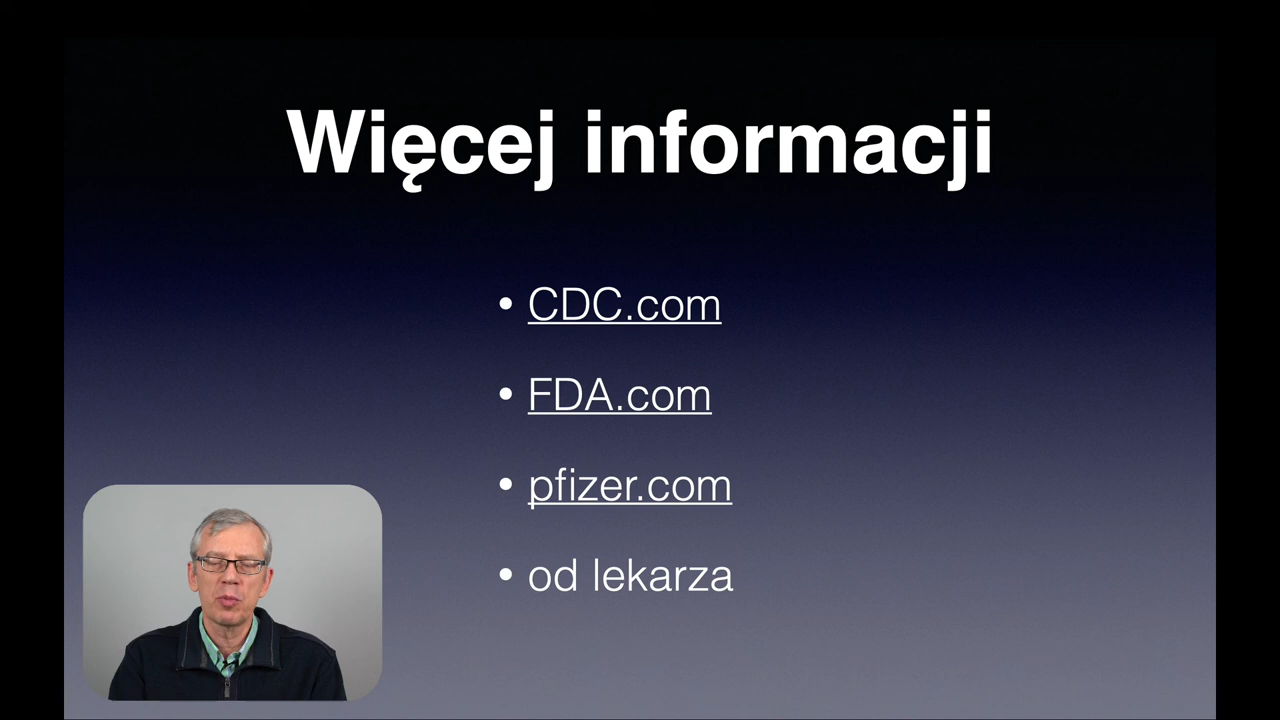 Więcej informacji
• CDC.com
• FDA.com
• pfizer.com
• od lekarza